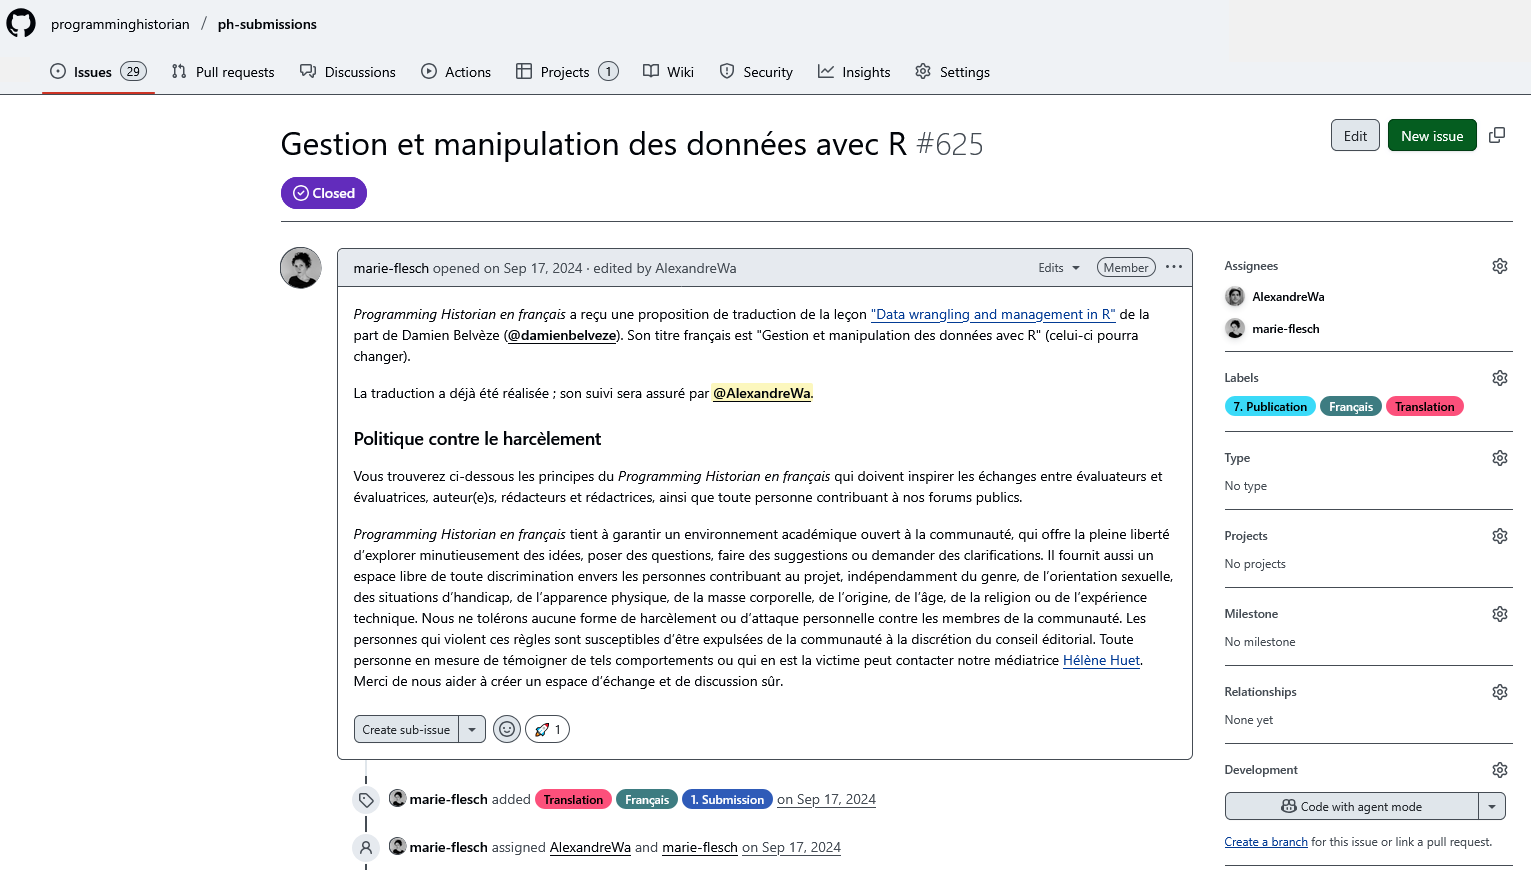 programminghistorian / ph-submissions
Issues 29 Pull requests Discussions Actions Projects 1 Wiki Security Insights Settings
Gestion et manipulation des données avec R #625
Edit New issue
Closed
marie-flesch opened on Sep 17, 2024 · edited by AlexandreWa
Edits Member
Programming Historian en français a reçu une proposition de traduction de la leçon "Data wrangling and management in R" de la
part de Damien Belvèze (@damienbelveze). Son titre français est "Gestion et manipulation des données avec R" (celui-ci pourra
changer).
La traduction a déjà été réalisée ; son suivi sera assuré par @AlexandreWa.
Politique contre le harcèlement
Vous trouverez ci-dessous les principes du Programming Historian en français qui doivent inspirer les échanges entre évaluateurs et
évaluatrices, auteur(e)s, rédacteurs et rédactrices, ainsi que toute personne contribuant à nos forums publics.
Programming Historian en français tient à garantir un environnement académique ouvert à la communauté, qui offre la pleine liberté
d’explorer minutieusement des idées, poser des questions, faire des suggestions ou demander des clarifications. Il fournit aussi un
espace libre de toute discrimination envers les personnes contribuant au projet, indépendamment du genre, de l’orientation sexuelle,
des situations d’handicap, de l’apparence physique, de la masse corporelle, de l’origine, de l’âge, de la religion ou de l’expérience
technique. Nous ne tolérons aucune forme de harcèlement ou d’attaque personnelle contre les membres de la communauté. Les
personnes qui violent ces règles sont susceptibles d’être expulsées de la communauté à la discrétion du conseil éditorial. Toute
personne en mesure de témoigner de tels comportements ou qui en est la victime peut contacter notre médiatrice Hélène Huet.
Merci de nous aider à créer un espace d’échange et de discussion sûr.
Create sub-issue 🚀 1
marie-flesch added Translation Français 1. Submission on Sep 17, 2024
marie-flesch assigned AlexandreWa and marie-flesch on Sep 17, 2024
Assignees
AlexandreWa
marie-flesch
Labels
7. Publication Français Translation
Type
No type
Projects
No projects
Milestone
No milestone
Relationships
None yet
Development
Code with agent mode
Create a branch for this issue or link a pull request.